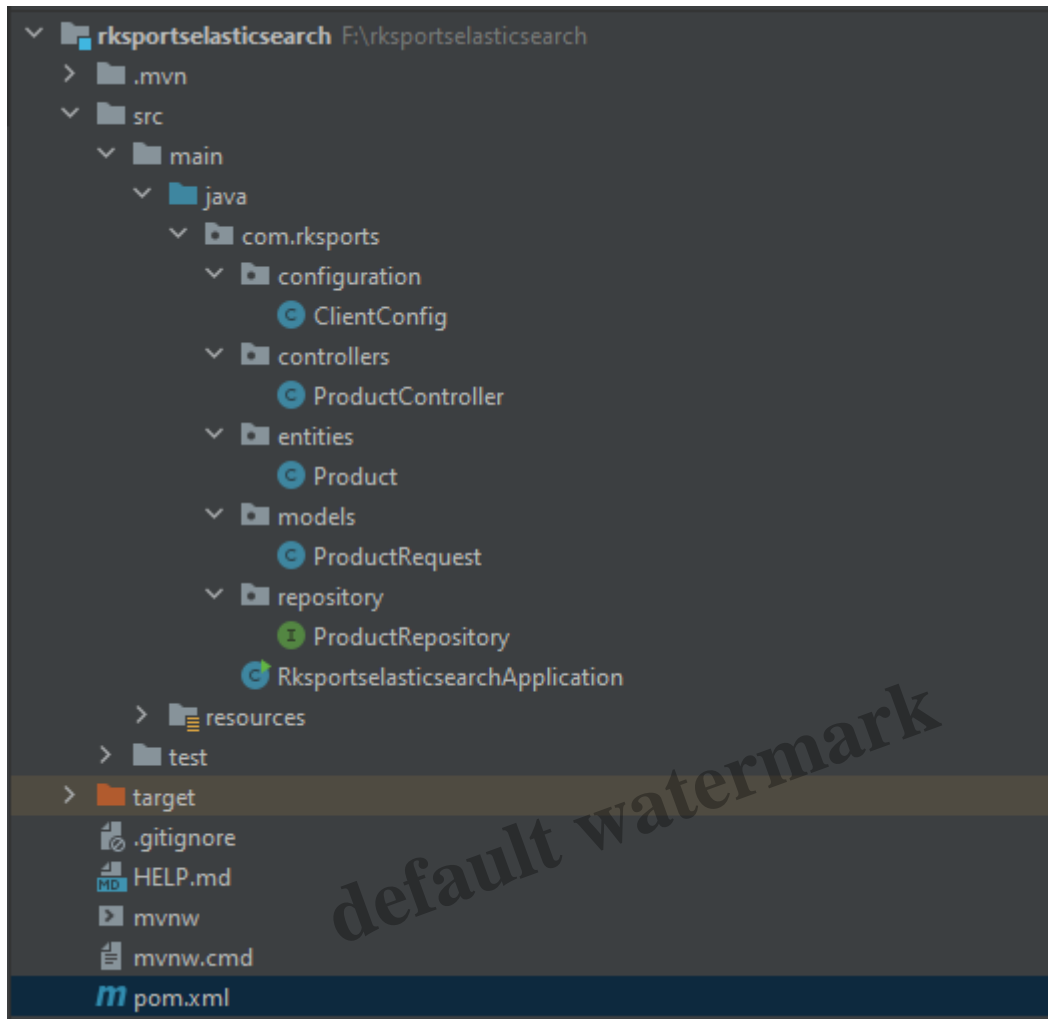 rksportselasticsearch F:\rksportselasticsearch
.mvn
src
main
java
com.rksports
configuration
C ClientConfig
controllers
C ProductController
entities
C Product
models
C ProductRequest
repository
I ProductRepository
C RksportselasticsearchApplication
resources
test
target
.gitignore
MD HELP.md
mvnw
mvnw.cmd
m pom.xml
default watermark